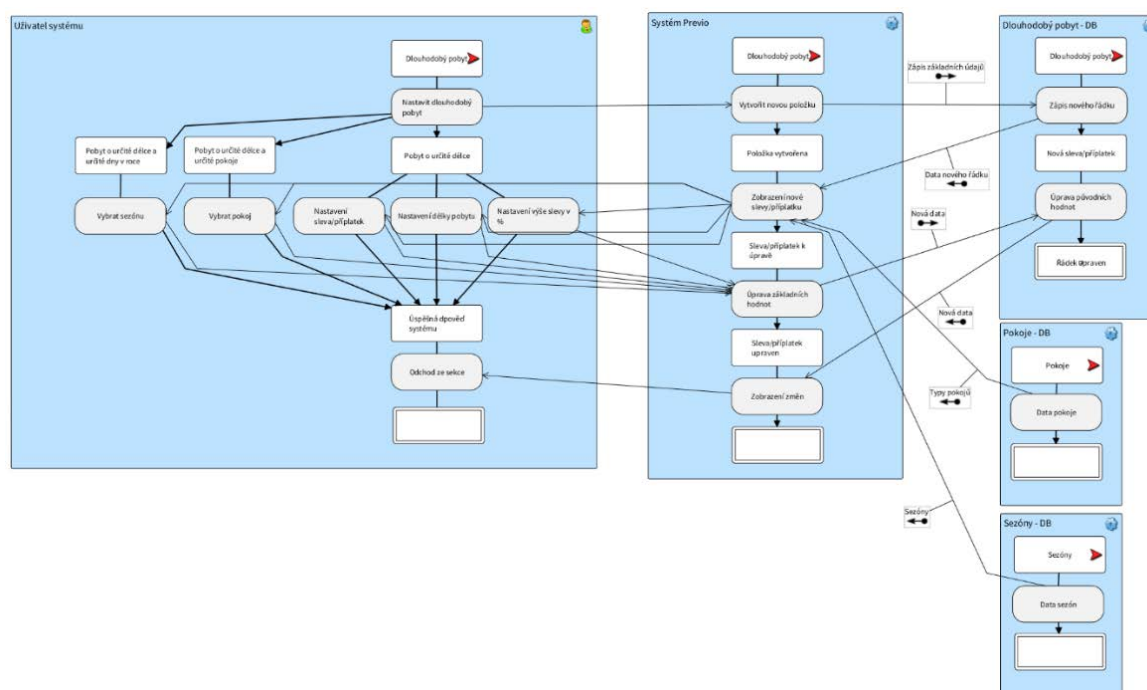 Uživatel systému
Dlouhodobý pobyt
Nastavit dlouhodobý
pobyt
Pobyt o určité délce a
určité dny v roce
Pobyt o určité délce a
určité pokoje
Pobyt o určité délce
Vybrat sezónu
Vybrat pokoj
Nastavení
sleva/příplatek
Nastavení délky pobytu
Nastavení výše slevy v
%
Úspěšná dpověď
systému
Odchod ze sekce
Systém Previo
Dlouhodobý pobyt
Vytvořit novou položku
Položka vytvořena
Zobrazení nové
slevy/příplatku
Sleva/příplatek k
úpravě
Úprava základních
hodnot
Sleva/příplatek
upraven
Zobrazení změn
Zápis základních údajů
Data nového řádku
Nová data
Nová data
Typy pokojů
Sezóny
Dlouhodobý pobyt - DB
Dlouhodobý pobyt
Zápis nového řádku
Nová sleva/příplatek
Úprava původních
hodnot
Řádek upraven
Pokoje - DB
Pokoje
Data pokoje
Sezóny - DB
Sezóny
Data sezón